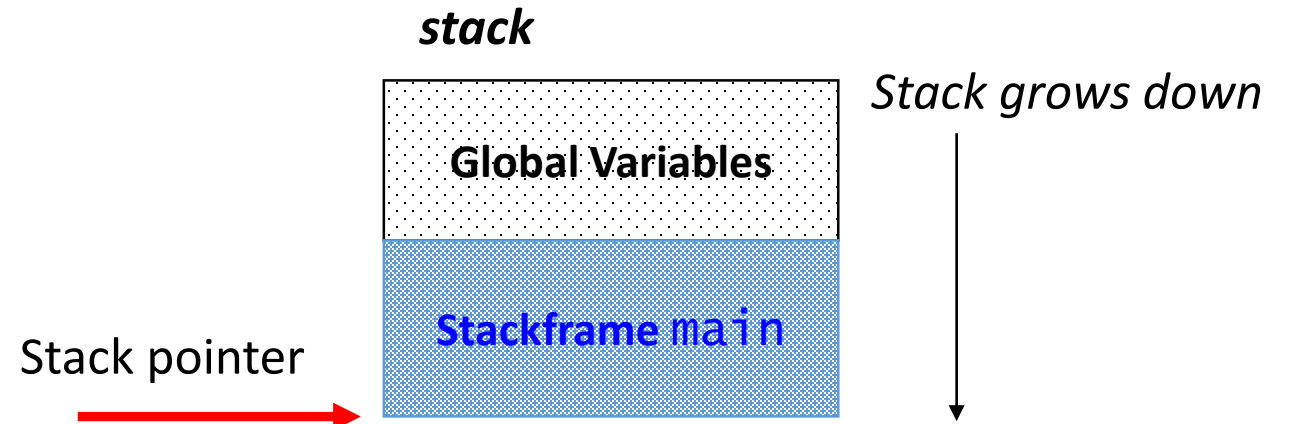 stack
Stack grows down
Global Variables
Stackframe main
Stack pointer